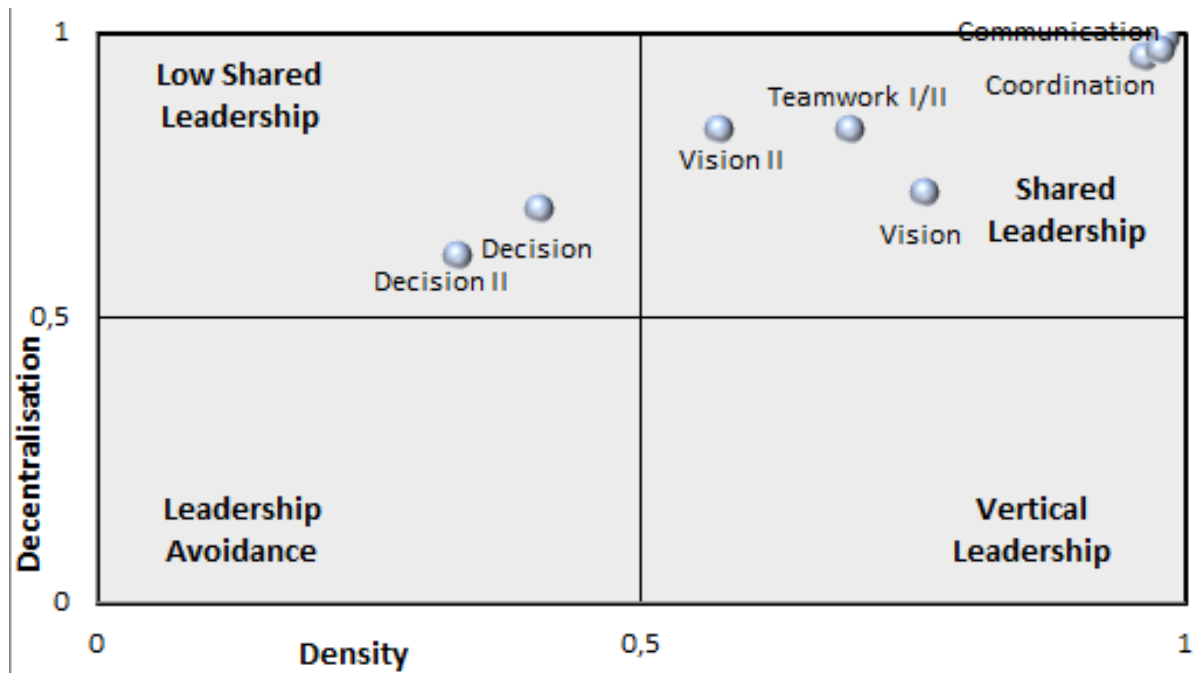 1
Communication
Low Shared
Leadership
Coordination
Teamwork I/II
Vision II
Shared
Leadership
Vision
Decision
Decision II
0,5
Decentralisation
Leadership
Avoidance
Vertical
Leadership
0
0
0,5
1
Density